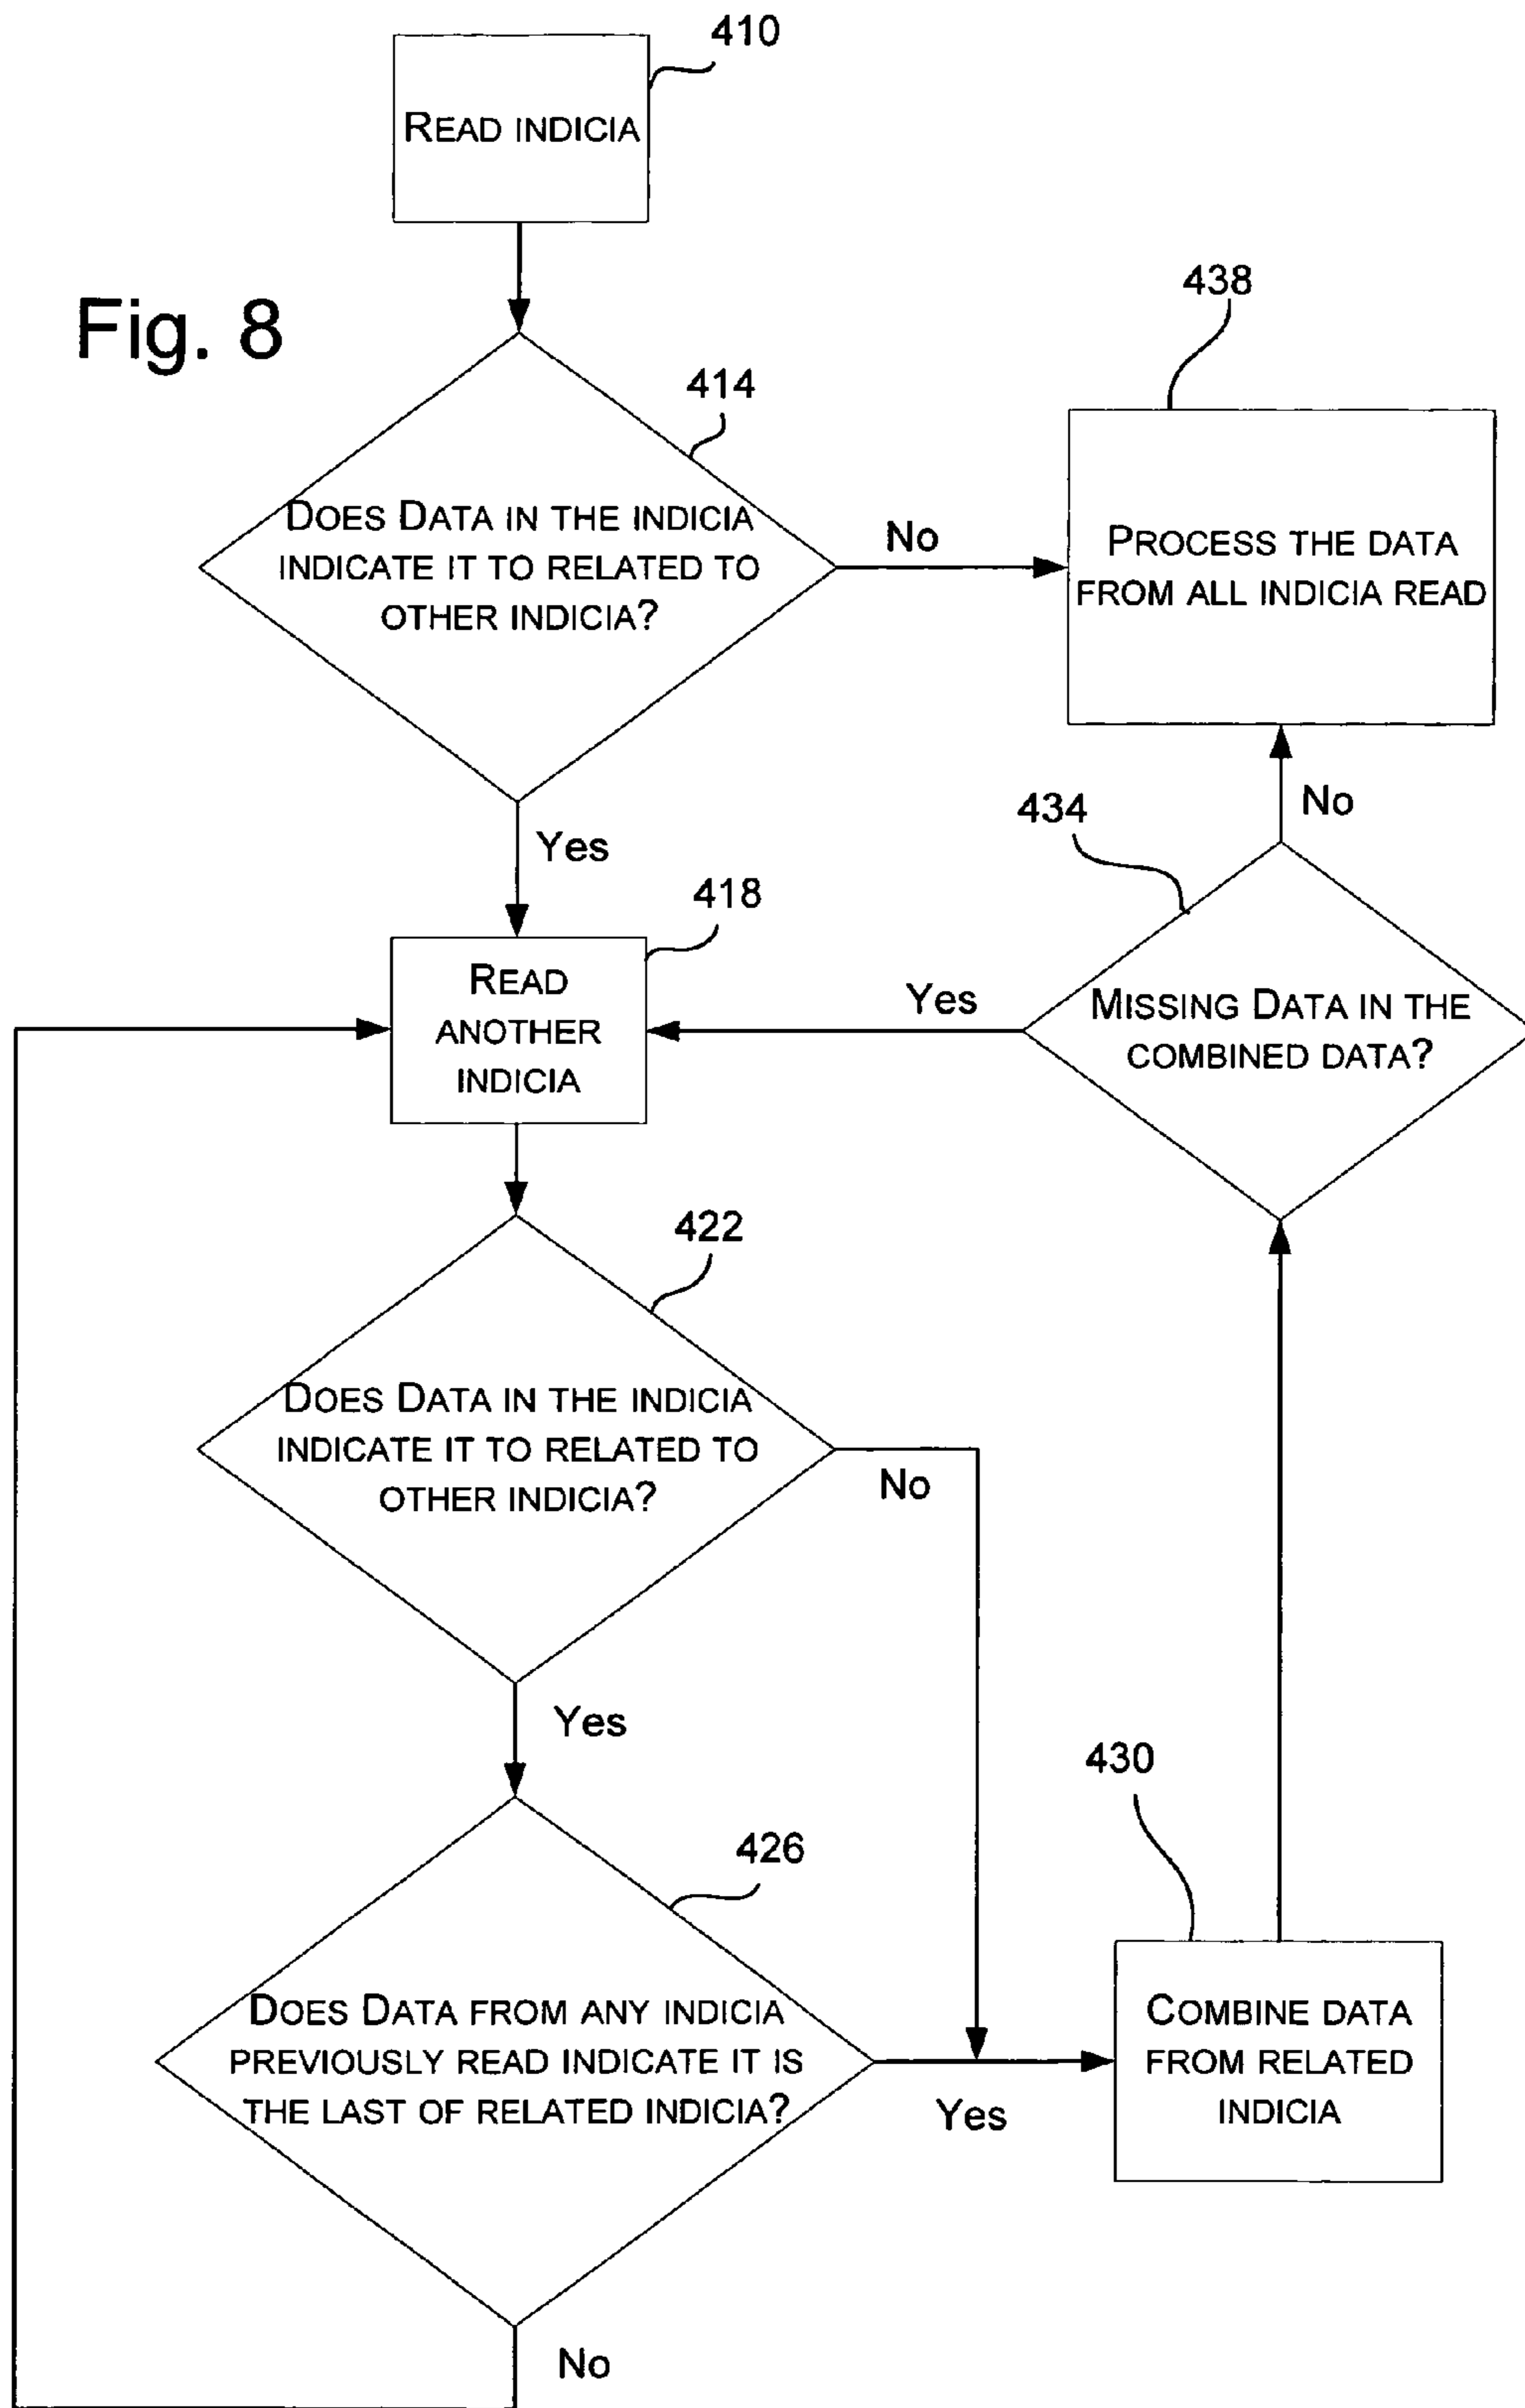 410
READ INDICIA
Fig. 8
438
414
DOES DATA IN THE INDICIA
INDICATE IT TO RELATED TO
OTHER INDICIA?
No
PROCESS THE DATA
FROM ALL INDICIA READ
Yes
434
No
418
READ
ANOTHER
INDICIA
Yes
MISSING DATA IN THE
COMBINED DATA?
422
DOES DATA IN THE INDICIA
INDICATE IT TO RELATED TO
OTHER INDICIA?
No
Yes
430
426
DOES DATA FROM ANY INDICIA
PREVIOUSLY READ INDICATE IT IS
THE LAST OF RELATED INDICIA?
Yes
COMBINE DATA
FROM RELATED
INDICIA
No